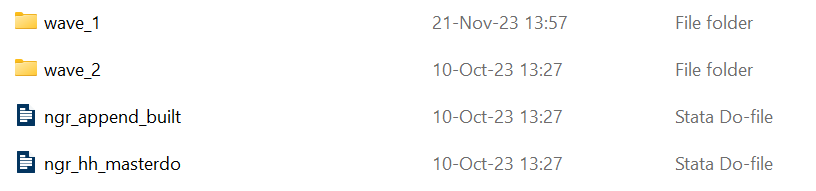 wave_1 21-Nov-23 13:57 File folder
wave_2 10-Oct-23 13:27 File folder
ngr_append_built 10-Oct-23 13:27 Stata Do-file
ngr_hh_masterdo 10-Oct-23 13:27 Stata Do-file